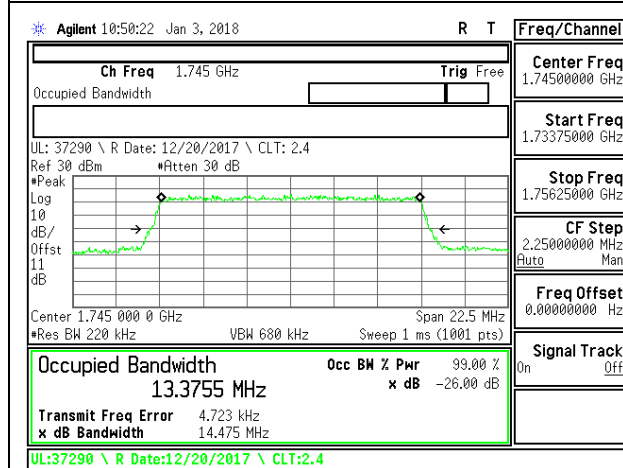 Agilent 10:50:22 Jan 3, 2018 R T
Freq/Channel
Ch Freq 1.745 GHz Trig Free
Occupied Bandwidth
Center Freq
1.74500000 GHz
Start Freq
1.73375000 GHz
Stop Freq
1.75625000 GHz
CF Step
2.25000000 MHz
Auto Man
Freq Offset
0.00000000 Hz
Signal Track
On Off
UL: 37290 \ R Date: 12/20/2017 \ CLT: 2.4
Ref 30 dBm #Atten 30 dB
#Peak
Log
10
dB/
Offst
11
dB
Center 1.745 000 0 GHz Span 22.5 MHz
#Res BW 220 kHz VBW 680 kHz Sweep 1 ms (1001 pts)
Occupied Bandwidth Occ BW % Pwr 99.00 %
13.3755 MHz x dB -26.00 dB
Transmit Freq Error 4.723 kHz
x dB Bandwidth 14.475 MHz
UL:37290 \ R Date:12/20/2017 \ CLT:2.4